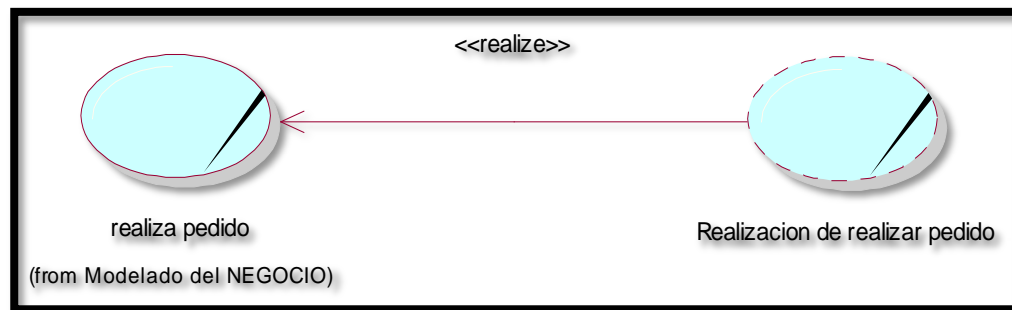 <<realize>>
realiza pedido
Realizacion de realizar pedido
(from Modelado del NEGOCIO)